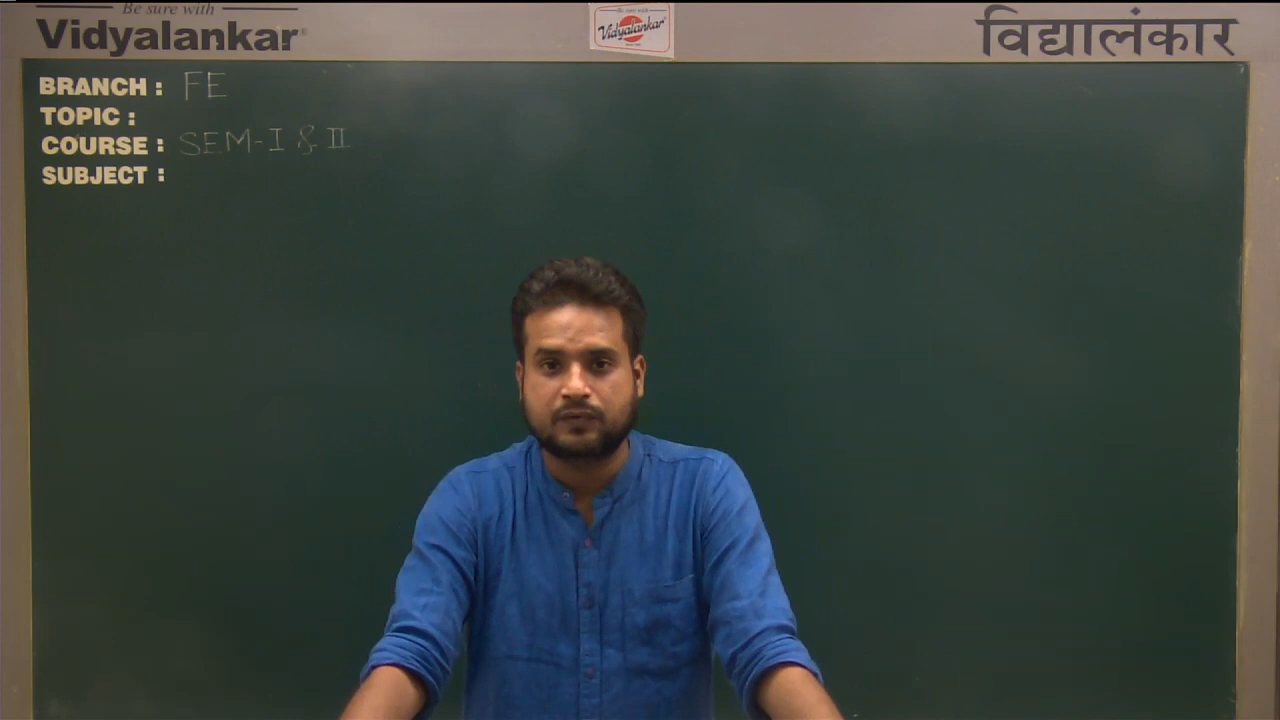 Be sure with
Vidyalankar
Be sure with
Vidyalankar
विद्यालंकार
BRANCH : FE
TOPIC :
COURSE : SEM-I & II
SUBJECT :